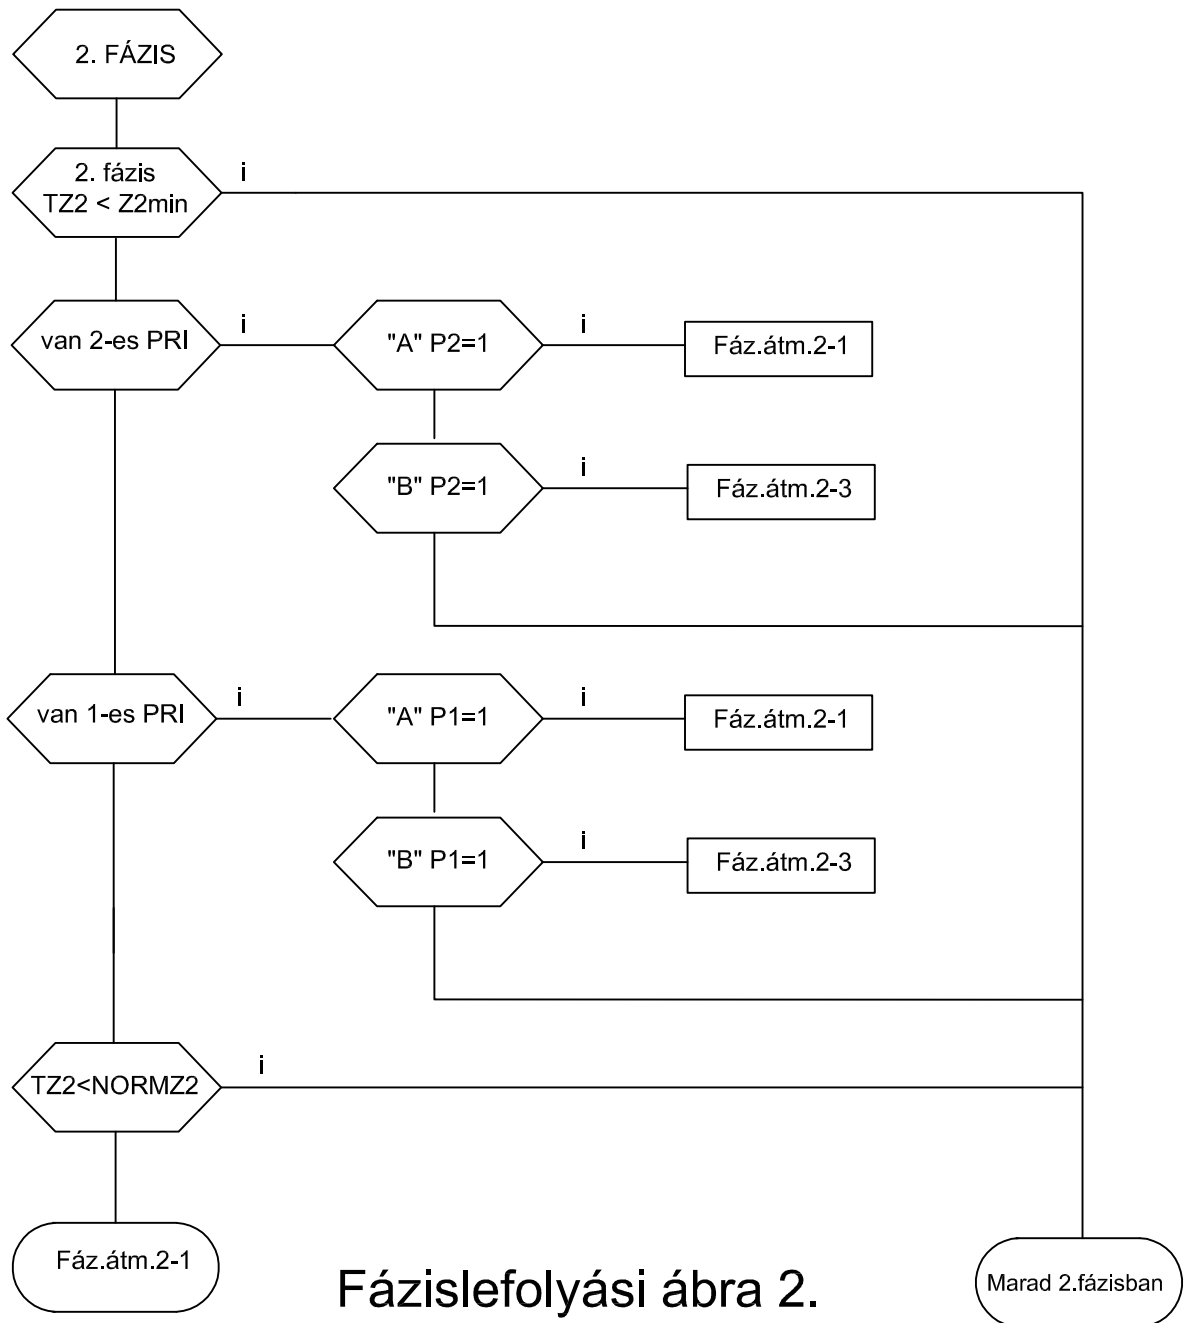 2. FÁZIS
2. fázis
TZ2 < Z2min
i
van 2-es PRI
i
"A" P2=1
i
Fáz.átm.2-1
"B" P2=1
i
Fáz.átm.2-3
van 1-es PRI
i
"A" P1=1
i
Fáz.átm.2-1
"B" P1=1
i
Fáz.átm.2-3
TZ2<NORMZ2
i
Fáz.átm.2-1
Marad 2.fázisban
Fázislefolyási ábra 2.